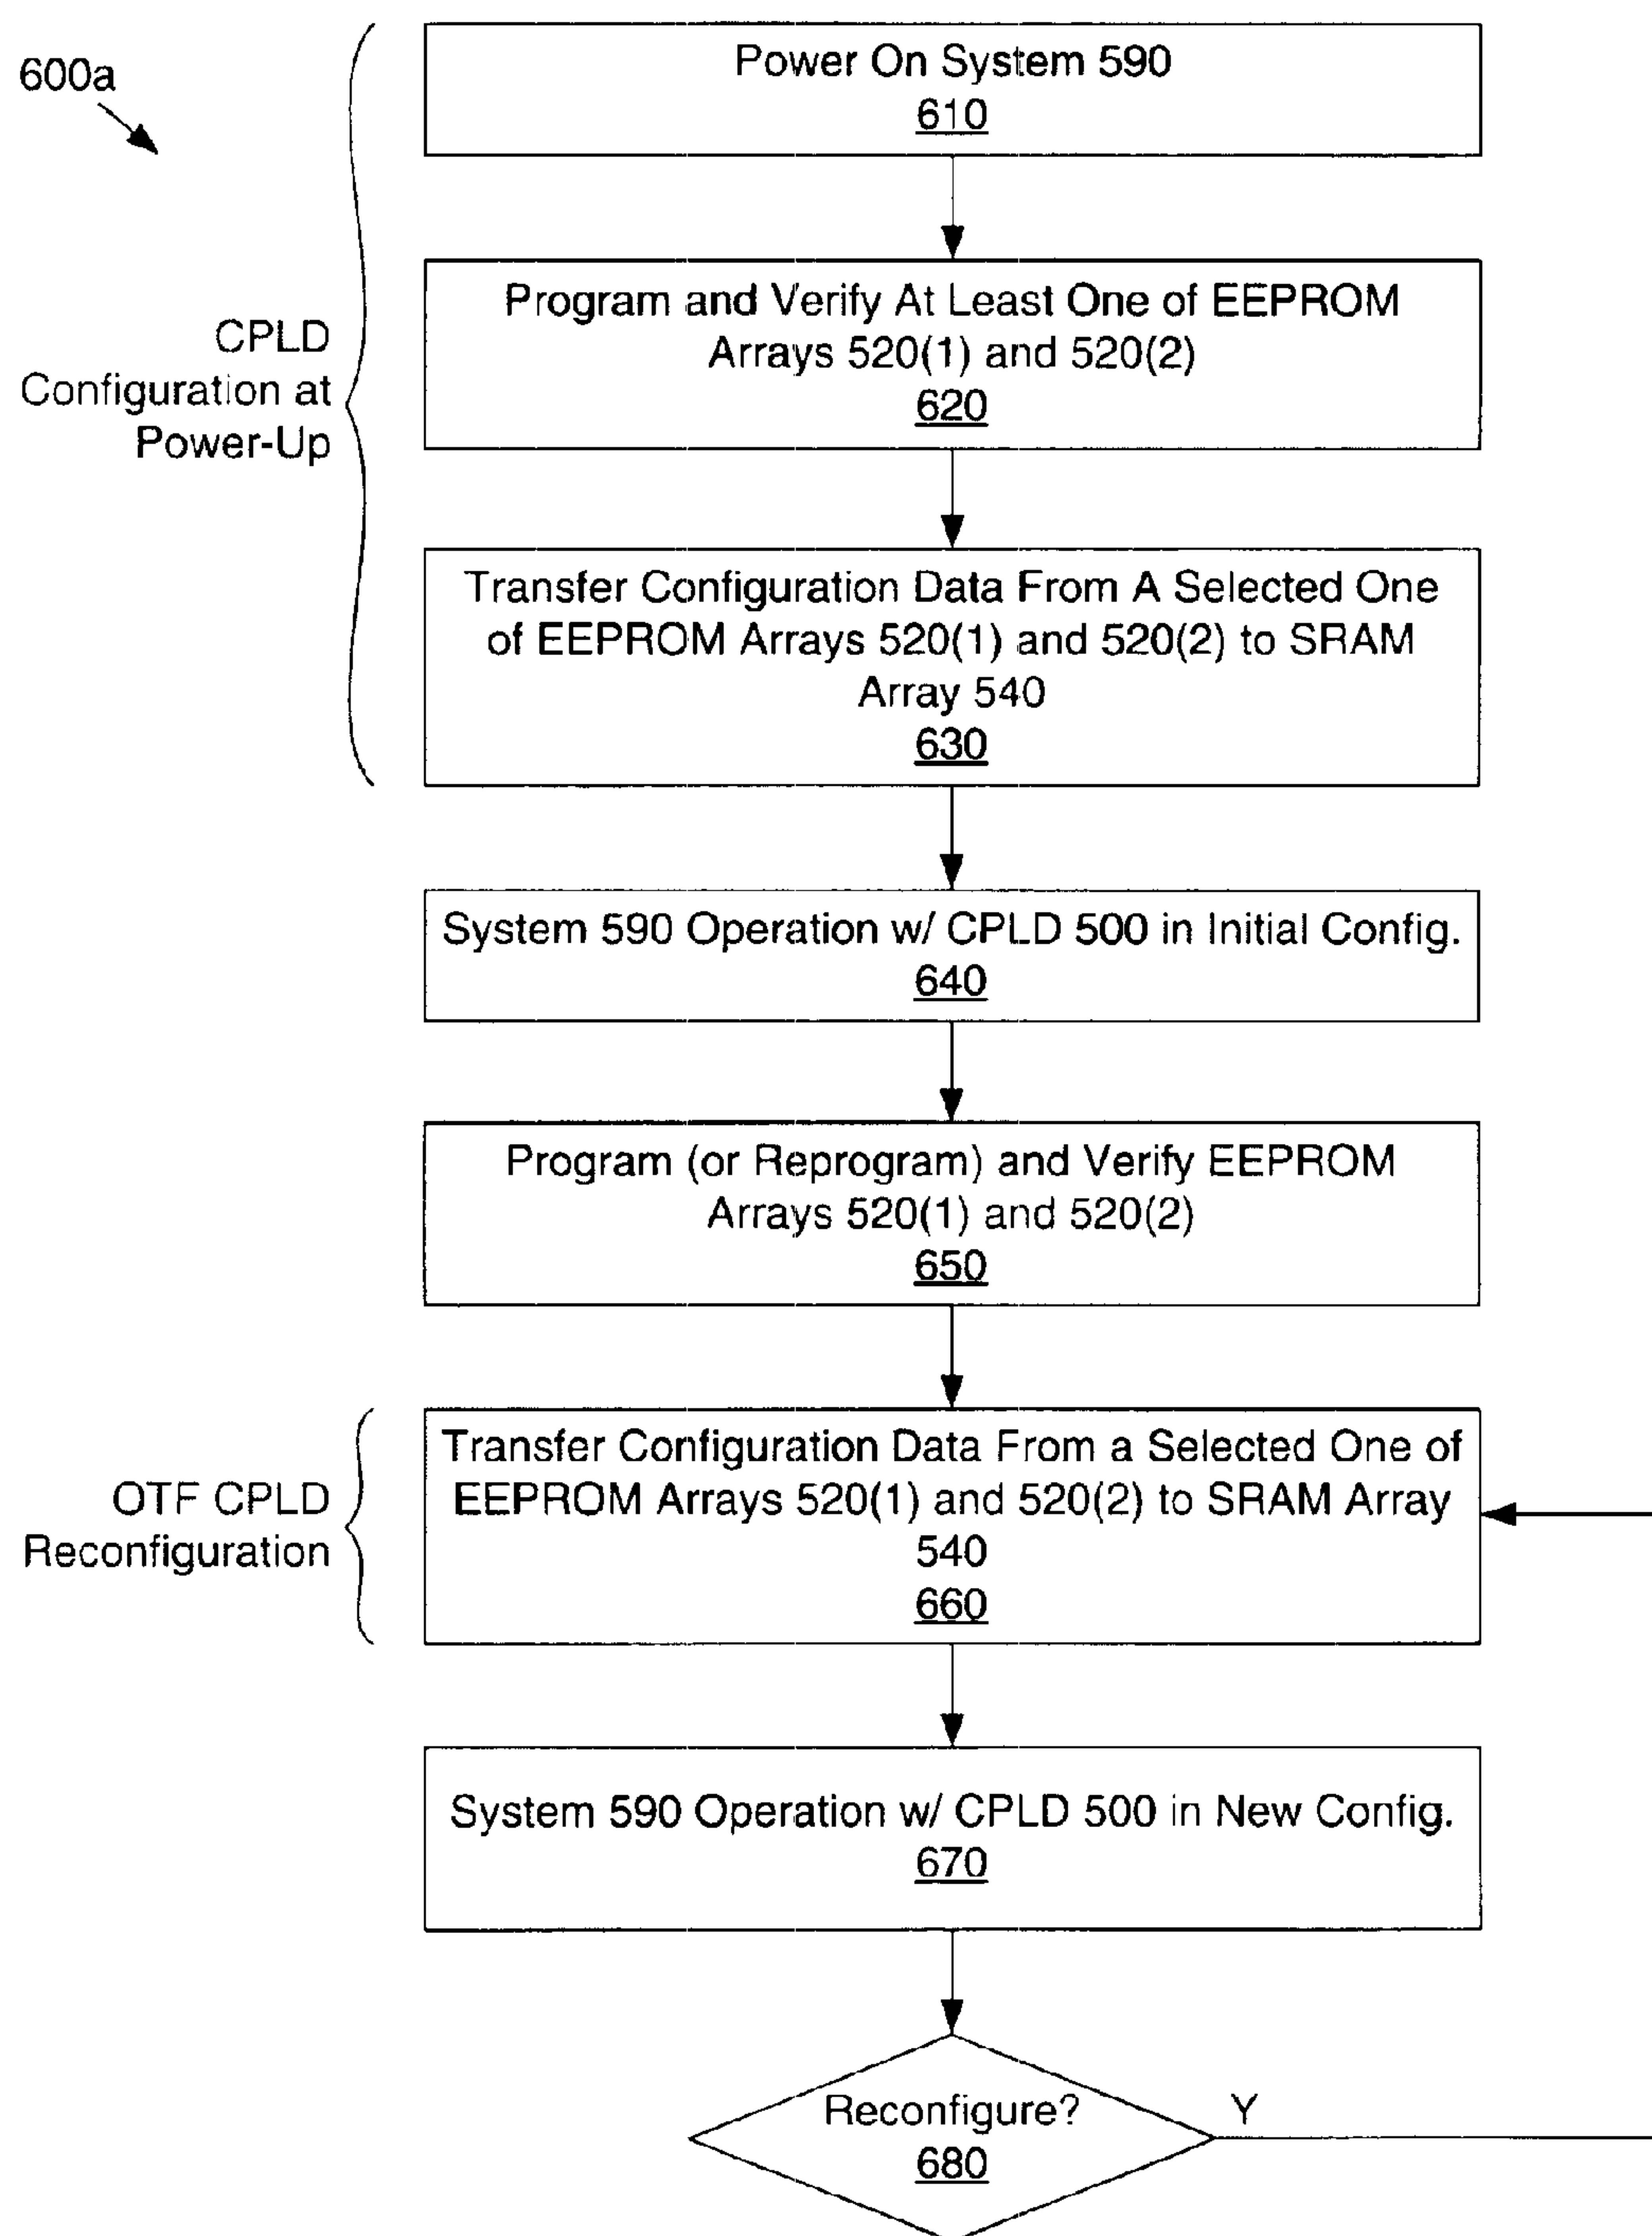 600a
Power On System 590
610
Program and Verify At Least One of EEPROM
Arrays 520(1) and 520(2)
620
CPLD
Configuration at
Power-Up
Transfer Configuration Data From A Selected One
of EEPROM Arrays 520(1) and 520(2) to SRAM
Array 540
630
System 590 Operation w/ CPLD 500 in Initial Config.
640
Program (or Reprogram) and Verify EEPROM
Arrays 520(1) and 520(2)
650
OTF CPLD
Reconfiguration
Transfer Configuration Data From a Selected One of
EEPROM Arrays 520(1) and 520(2) to SRAM Array
540
660
System 590 Operation w/ CPLD 500 in New Config.
670
Reconfigure?
680
Y